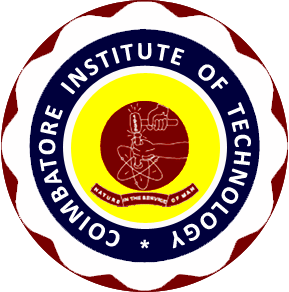 COIMBATORE INSTITUTE OF TECHNOLOGY *
NATURE IN THE SERVICE OF MAN